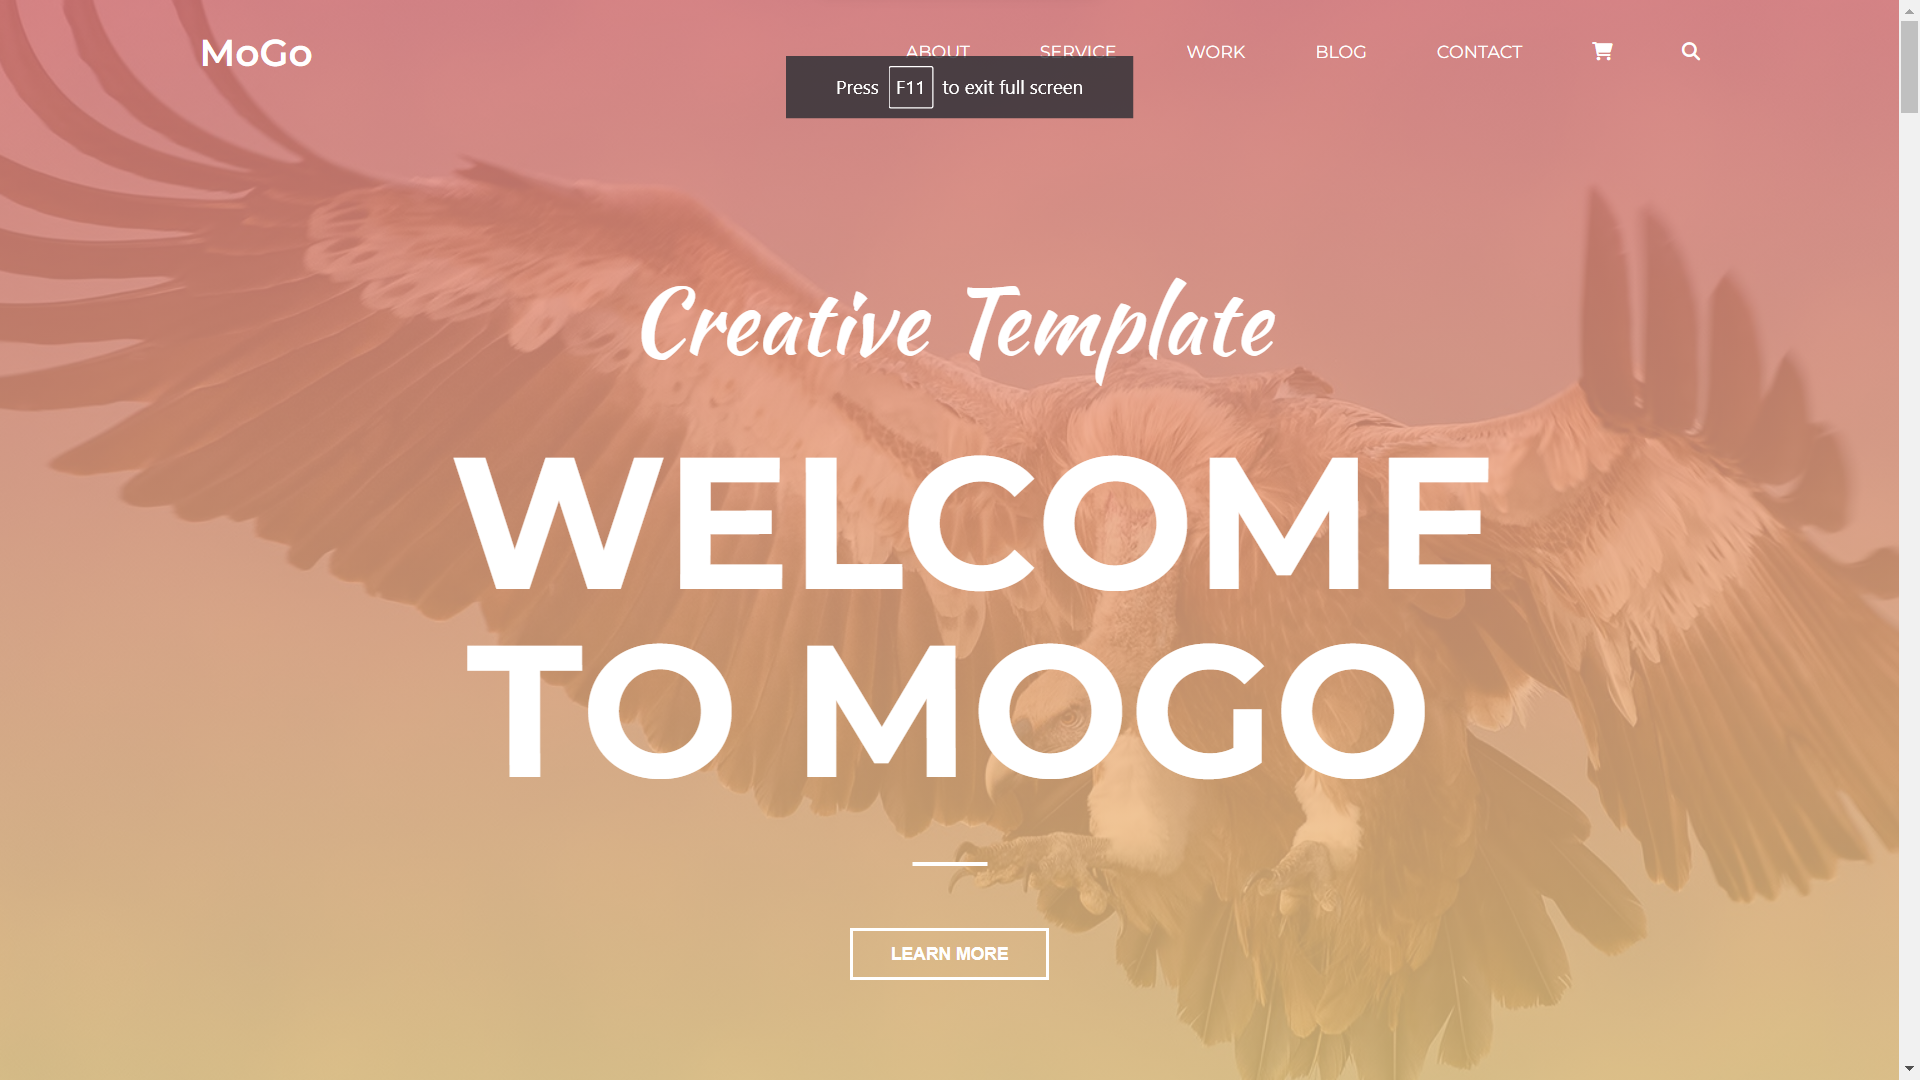 MoGo
ABOUT SERVICE WORK BLOG CONTACT
Press F11 to exit full screen
Creative Template
WELCOME
TO MOGO
LEARN MORE